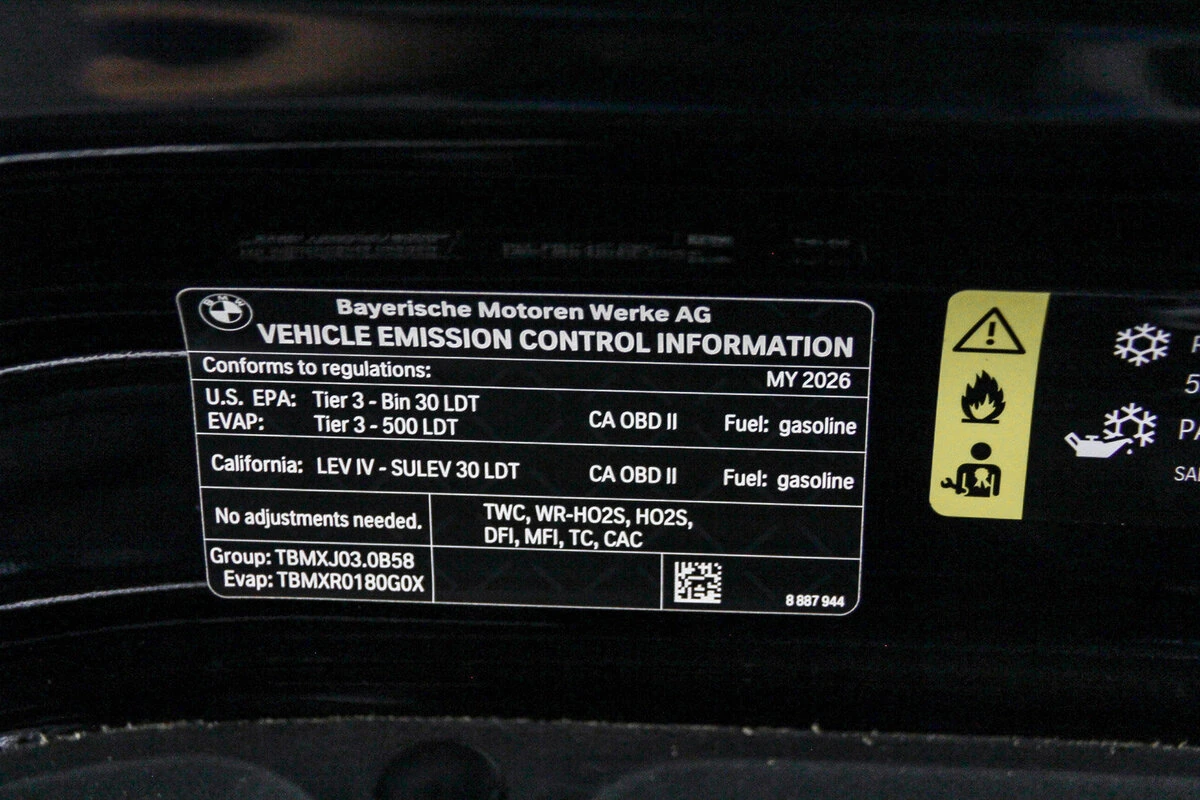 BMW
Bayerische Motoren Werke AG
VEHICLE EMISSION CONTROL INFORMATION
Conforms to regulations: MY 2026
U.S. EPA: Tier 3 - Bin 30 LDT
EVAP: Tier 3 - 500 LDT CA OBD II Fuel: gasoline
California: LEV IV - SULEV 30 LDT CA OBD II Fuel: gasoline
No adjustments needed.
TWC, WR-HO2S, HO2S,
DFI, MFI, TC, CAC
Group: TBMXJ03.0B58
Evap: TBMXR0180G0X
8 887 944
5
PA